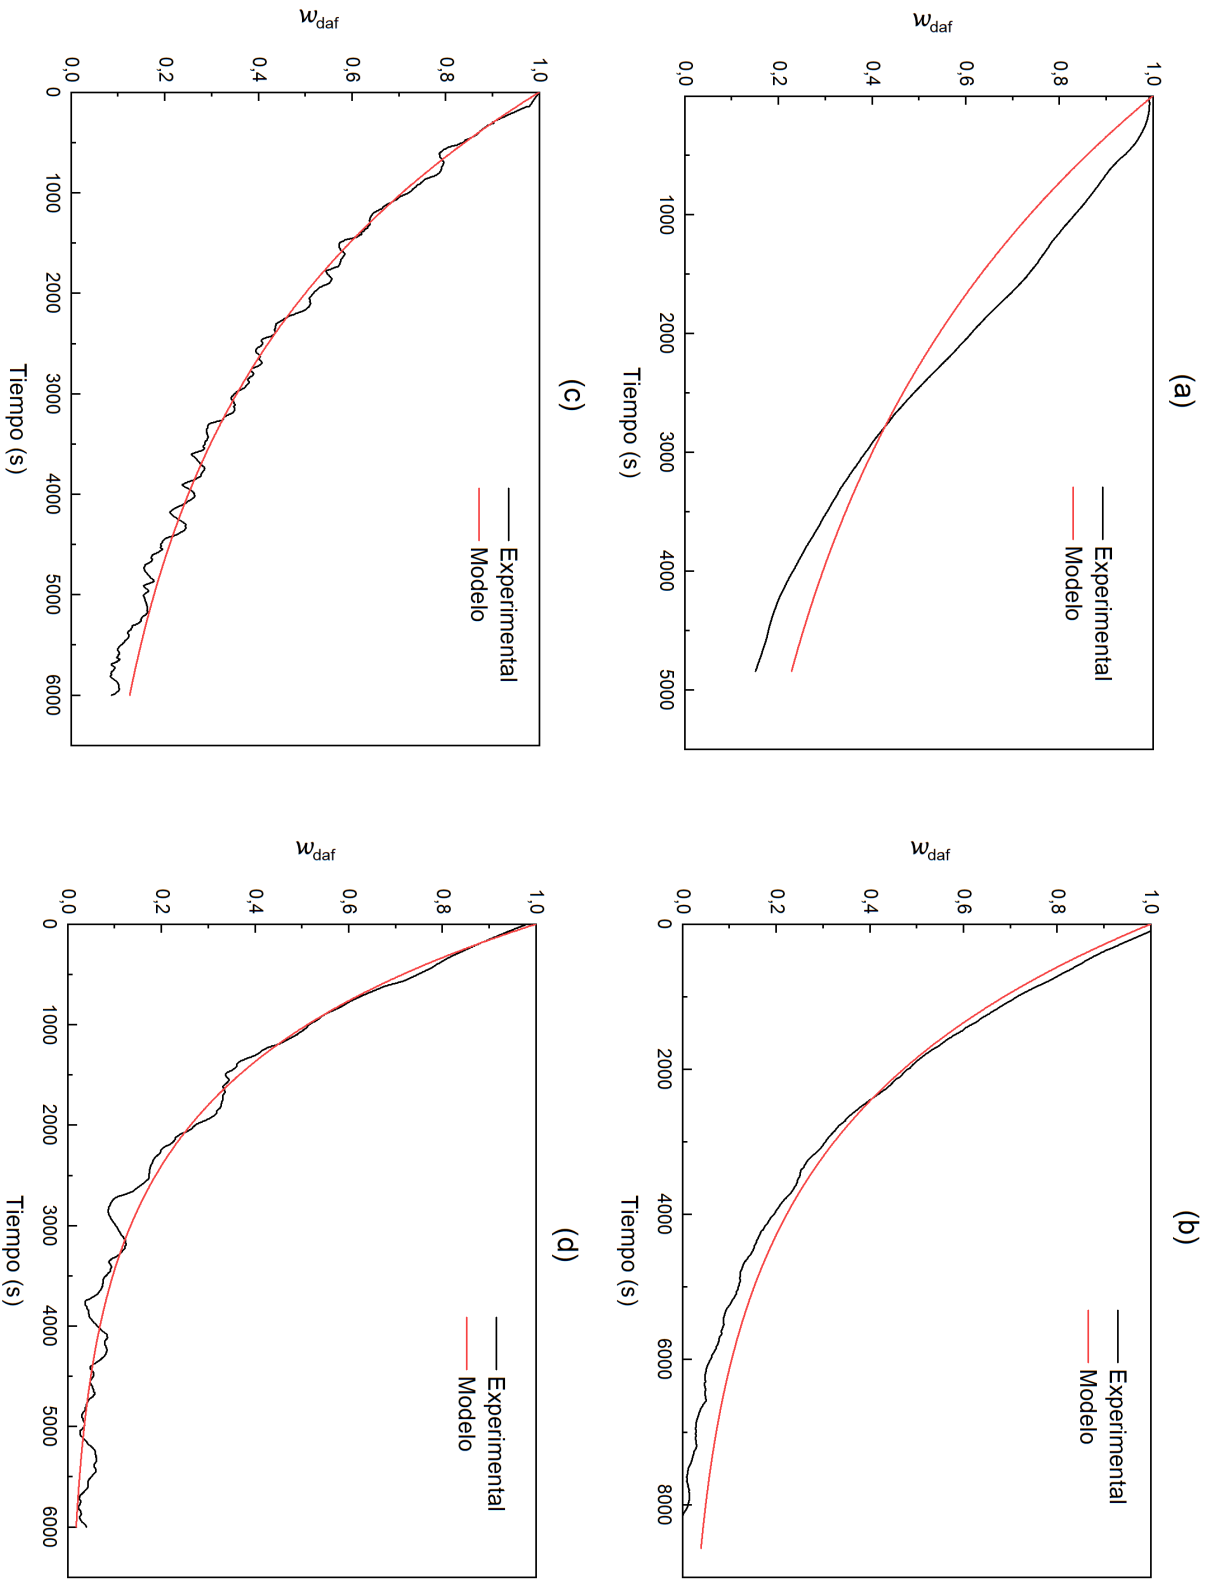 (a)
w_daf
1,0
0,8
0,6
0,4
0,2
0,0
Experimental
Modelo
1000 2000 3000 4000 5000
Tiempo (s)
(b)
w_daf
1,0
0,8
0,6
0,4
0,2
0,0
Experimental
Modelo
0 2000 4000 6000 8000
Tiempo (s)
(c)
w_daf
1,0
0,8
0,6
0,4
0,2
0,0
Experimental
Modelo
0 1000 2000 3000 4000 5000 6000
Tiempo (s)
(d)
w_daf
1,0
0,8
0,6
0,4
0,2
0,0
Experimental
Modelo
0 1000 2000 3000 4000 5000 6000
Tiempo (s)